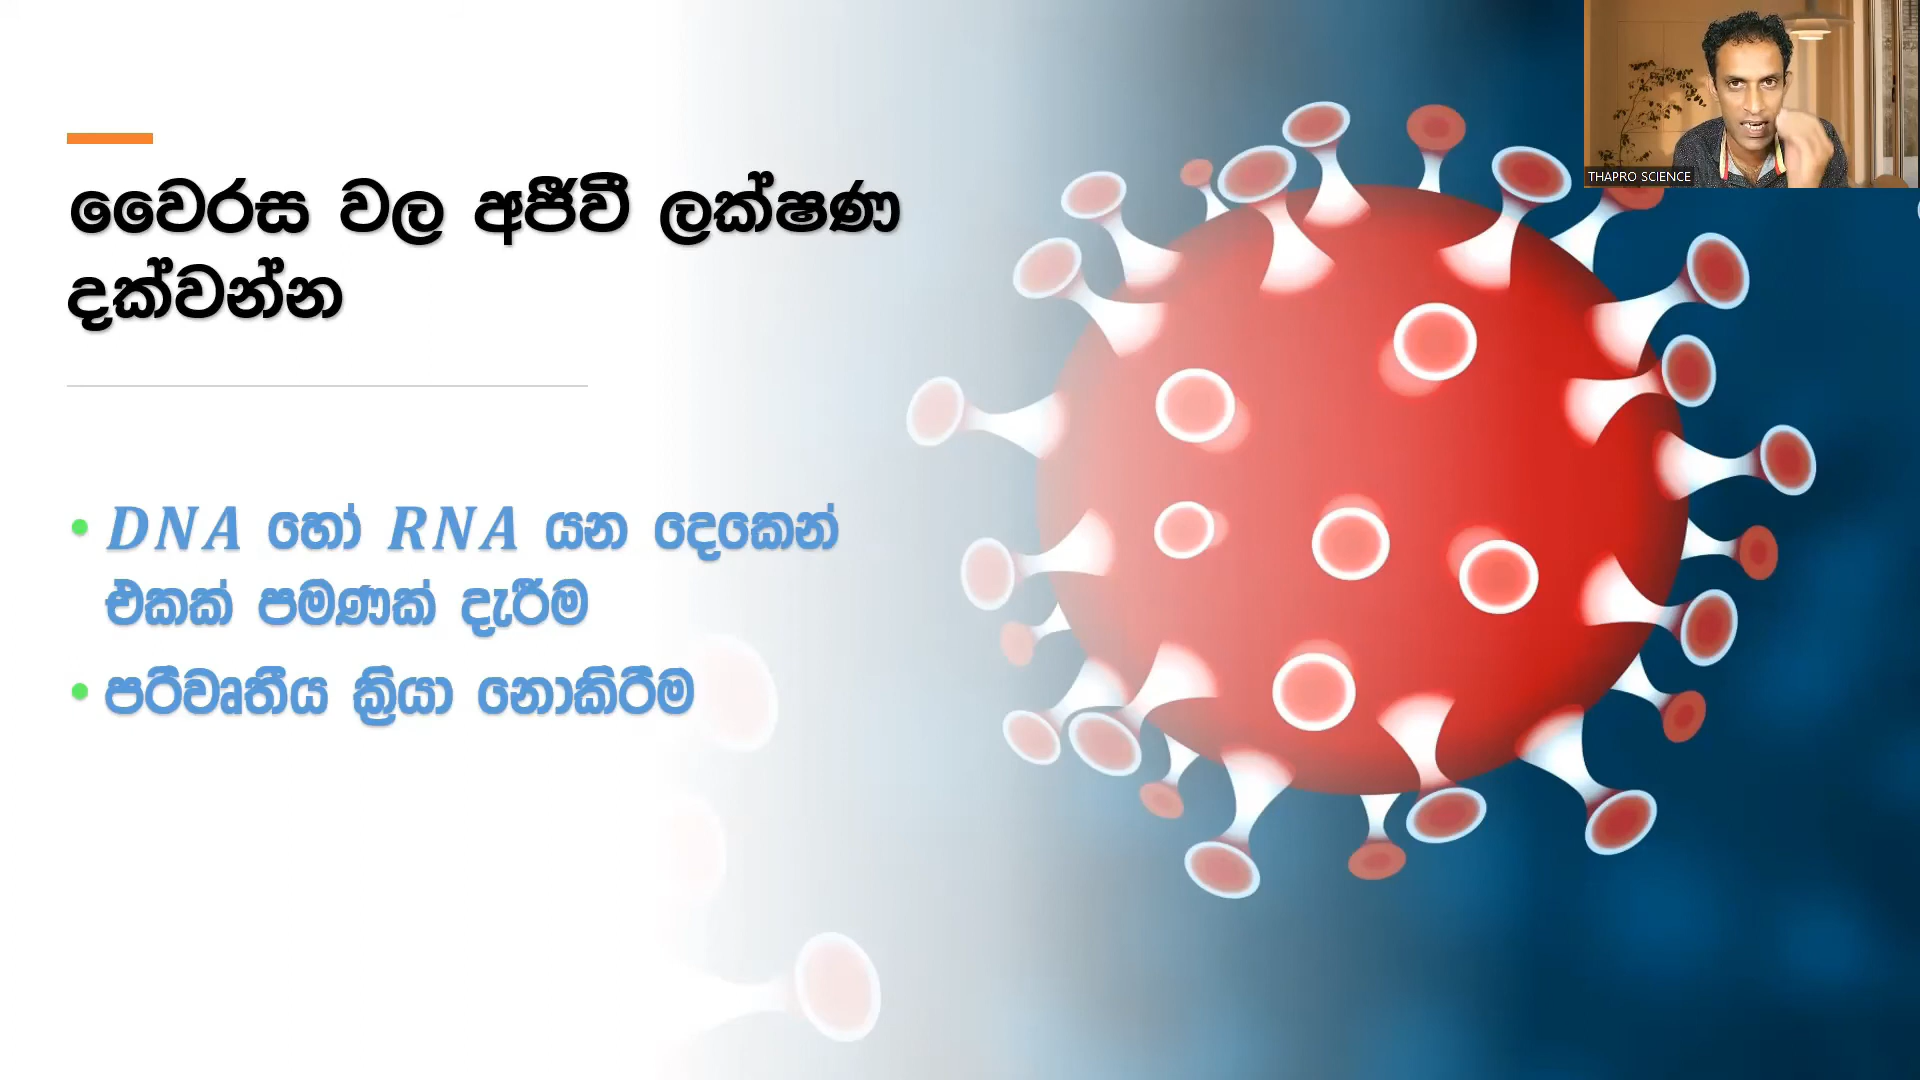 වෛරස වල අජීවී ලක්ෂණ
දක්වන්න
• DNA හෝ RNA යන දෙකෙන්
එකක් පමණක් දැරීම
• පරිවෘතීය ක්‍රියා නොකිරීම
THAPRO SCIENCE